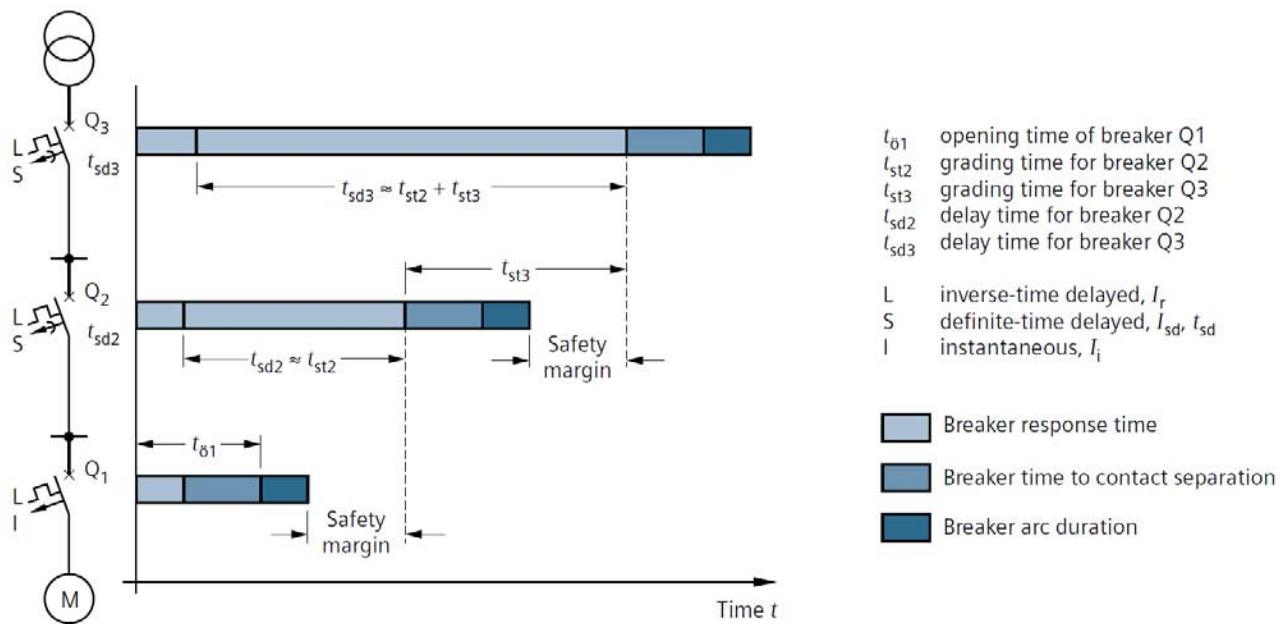 Q3
L
S
tsd3
tsd3 ≈ tst2 + tst3
tst3
Q2
L
S
tsd2
tsd2 ≈ tst2
Safety
margin
tö1
Q1
L
I
Safety
margin
M
Time t
tö1 opening time of breaker Q1
tst2 grading time for breaker Q2
tst3 grading time for breaker Q3
tsd2 delay time for breaker Q2
tsd3 delay time for breaker Q3
L inverse-time delayed, Ir
S definite-time delayed, Isd, tsd
I instantaneous, Ii
Breaker response time
Breaker time to contact separation
Breaker arc duration